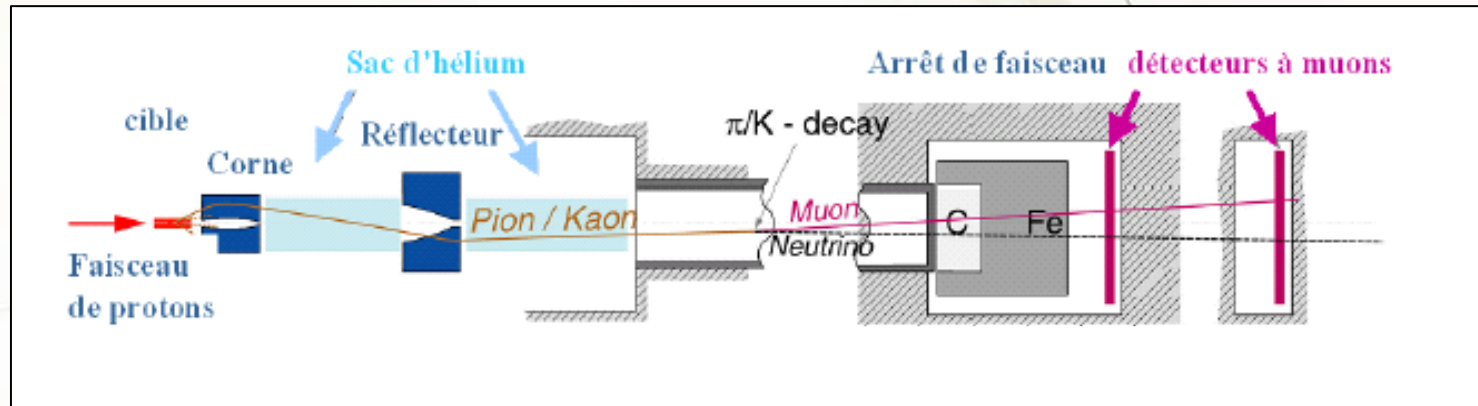 Sac d'hélium
Arrêt de faisceau
détecteurs à muons
cible
Réflecteur
π/K - decay
Corne
Pion / Kaon
Muon
Neutrino
C
Fe
Faisceau
de protons